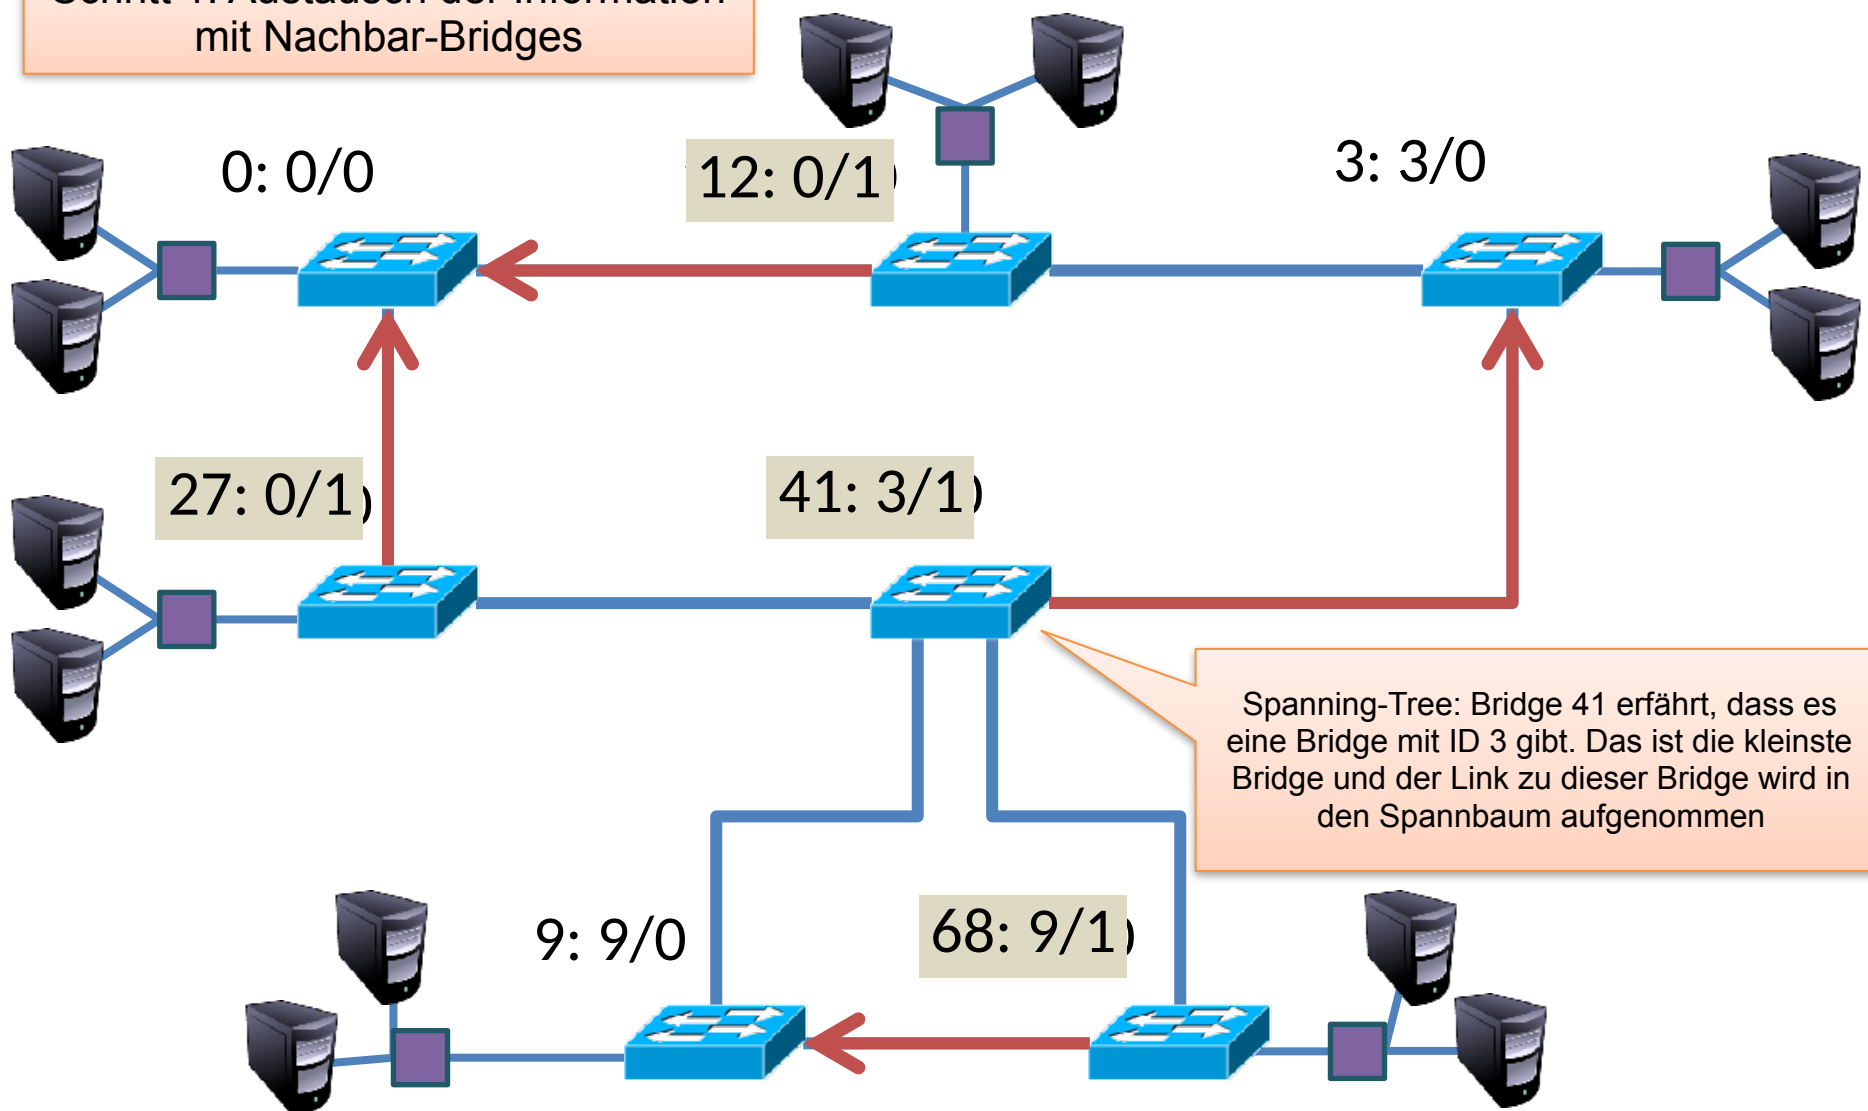 mit Nachbar-Bridges
0: 0/0
12: 0/1
3: 3/0
27: 0/1
41: 3/1
Spanning-Tree: Bridge 41 erfährt, dass es
eine Bridge mit ID 3 gibt. Das ist die kleinste
Bridge und der Link zu dieser Bridge wird in
den Spannbaum aufgenommen
9: 9/0
68: 9/1